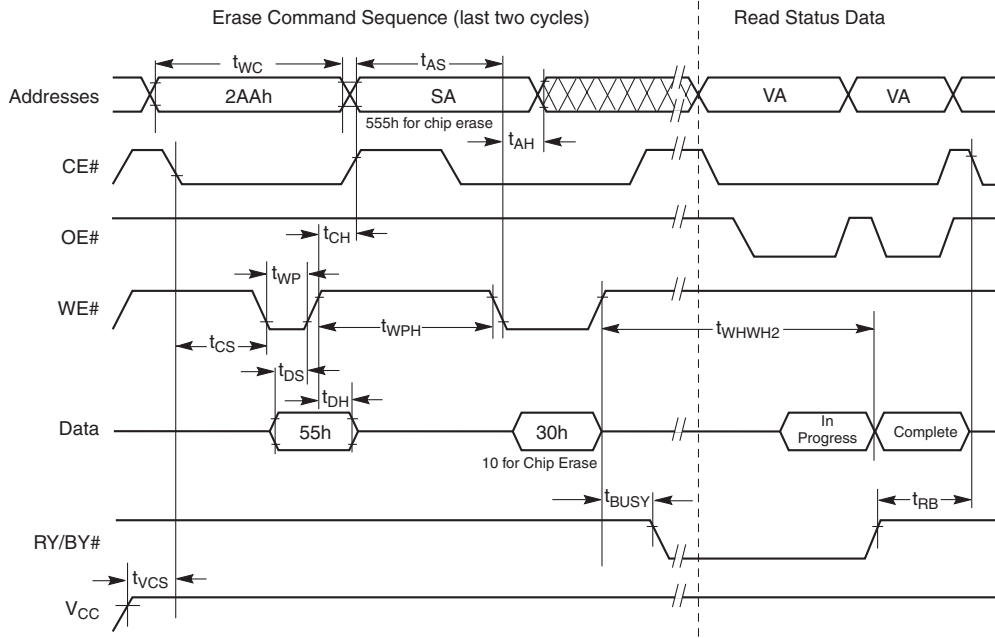 Erase Command Sequence (last two cycles)
Read Status Data
tWC
tAS
Addresses
2AAh
SA
VA
VA
555h for chip erase
tAH
CE#
OE#
tCH
tWP
WE#
tWPH
tWHWH2
tCS
tDS
tDH
Data
55h
30h
In
Progress
Complete
10 for Chip Erase
tBUSY
tRB
RY/BY#
tVCS
VCC